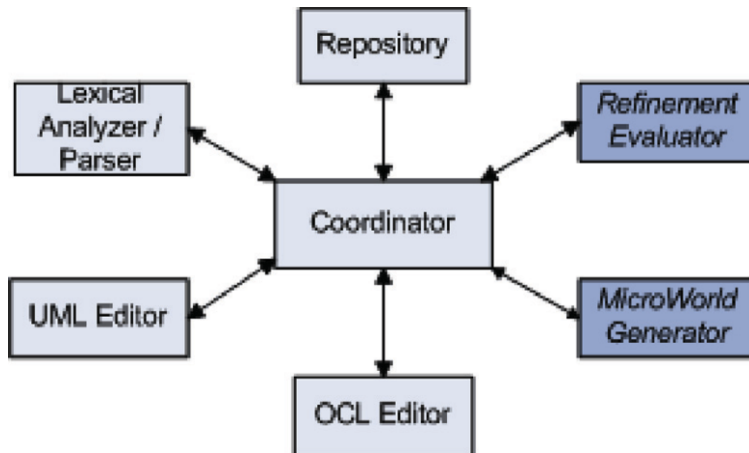 Repository
Lexical
Analyzer /
Parser
Refinement
Evaluator
Coordinator
UML Editor
MicroWorld
Generator
OCL Editor